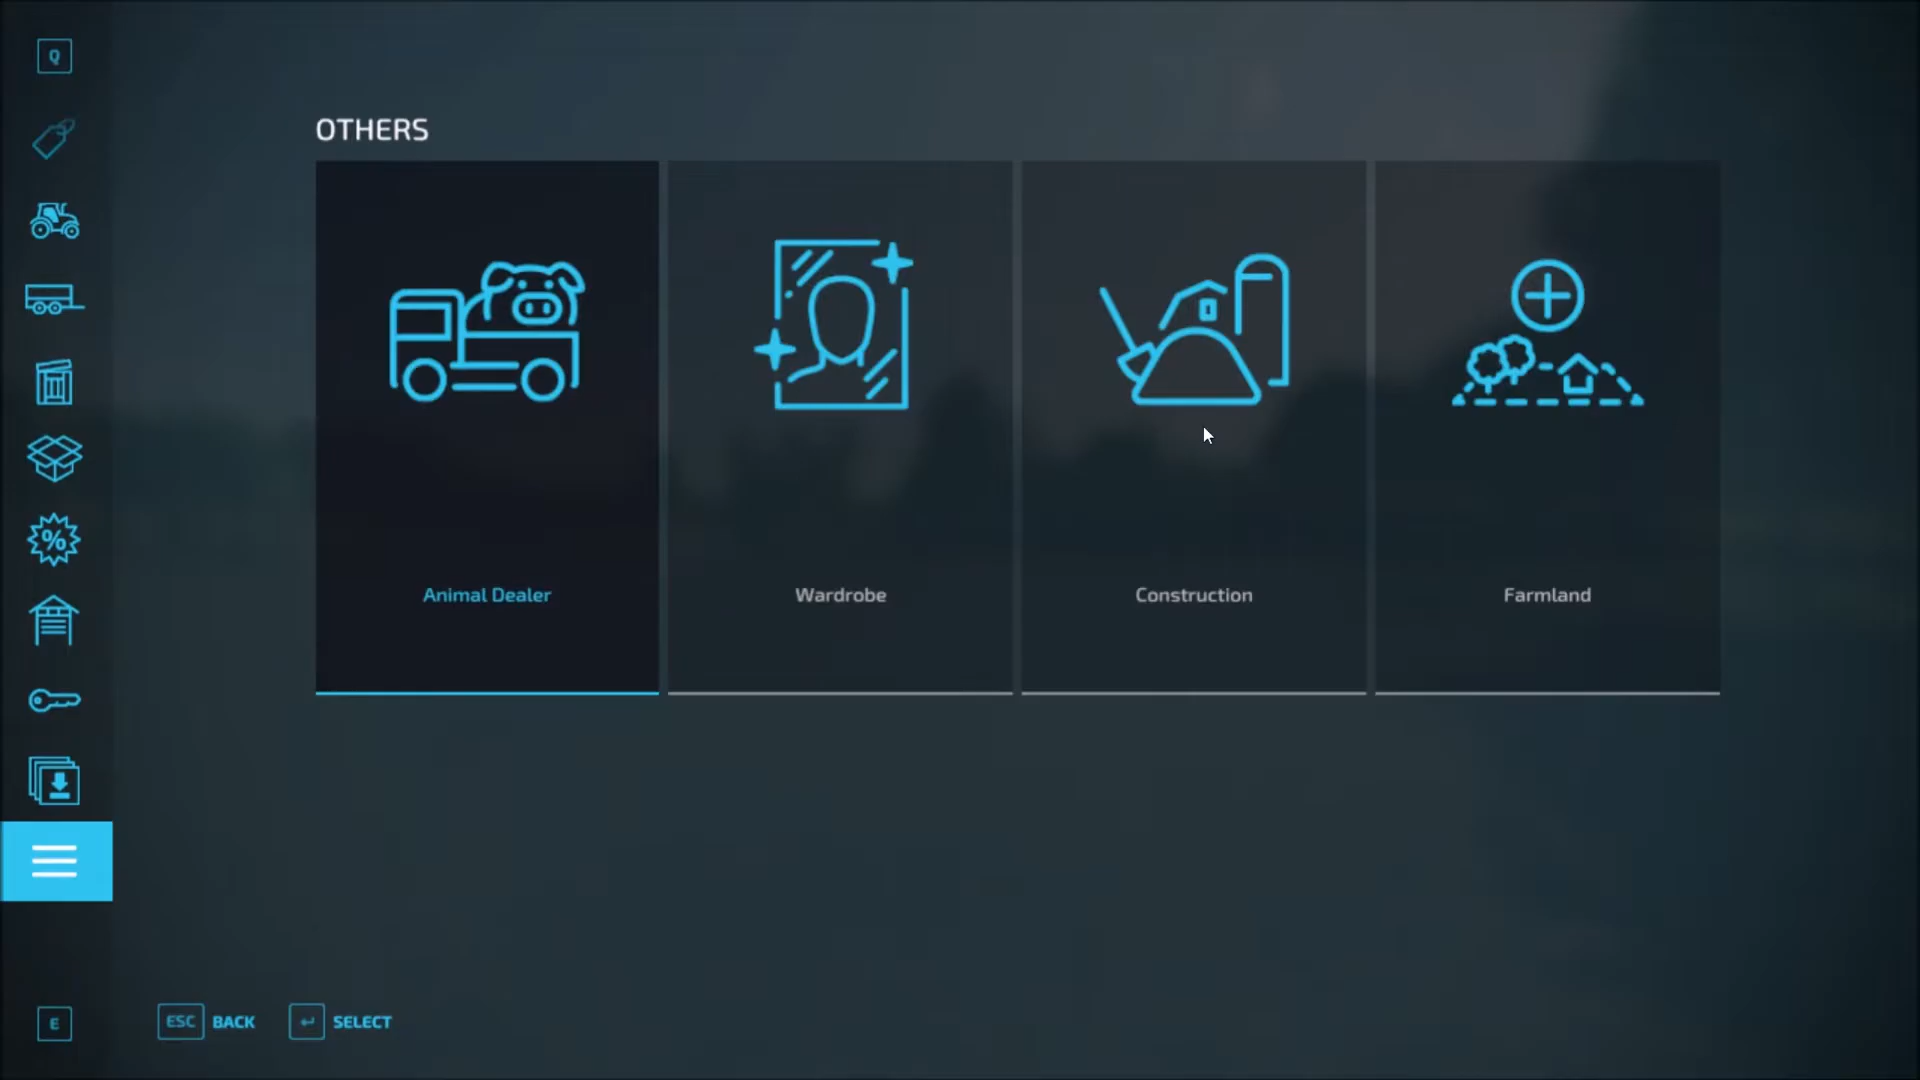 Q
OTHERS
Animal Dealer
Wardrobe
Construction
Farmland
%
E
ESC BACK
SELECT